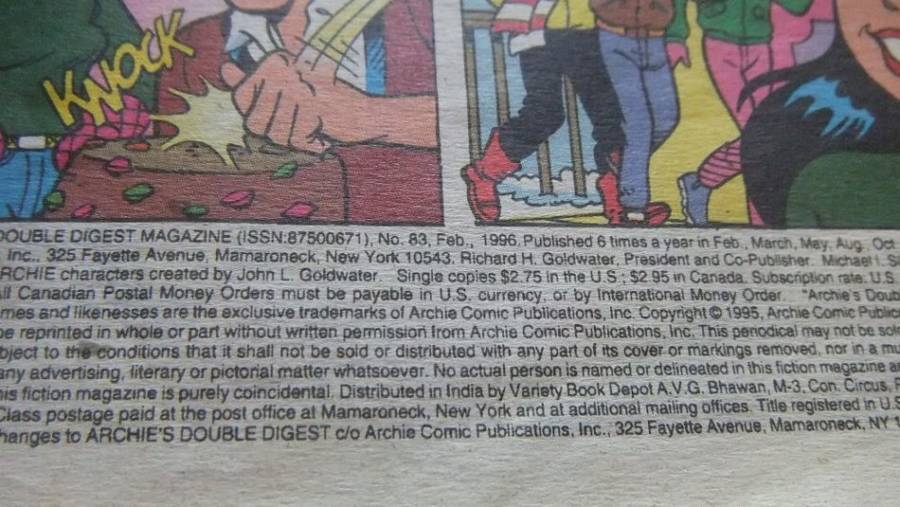 KNOCK
DOUBLE DIGEST MAGAZINE (ISSN:87500671), No. 83, Feb., 1996. Published 6 times a year in Feb., March, May, Aug. Oct
Inc., 325 Fayette Avenue, Mamaroneck, New York 10543. Richard H. Goldwater, President and Co-Publisher. Michael I. S
RCHIE characters created by John L. Goldwater. Single copies $2.75 in the U.S.; $2.95 in Canada. Subscription rate: U.S.
All Canadian Postal Money Orders must be payable in U.S. currency, or by International Money Order. "Archie's Doub
mes and likenesses are the exclusive trademarks of Archie Comic Publications, Inc. Copyright © 1995, Archie Comic Public
be reprinted in whole or part without written permission from Archie Comic Publications, Inc. This periodical may not be sol
bject to the conditions that it shall not be sold or distributed with any part of its cover or markings removed, nor in a mu
any advertising, literary or pictorial matter whatsoever. No actual person is named or delineated in this fiction magazine a
his fiction magazine is purely coincidental. Distributed in India by Variety Book Depot A.V.G. Bhawan, M-3, Con. Circus, P
Class postage paid at the post office at Mamaroneck, New York and at additional mailing offices. Title registered in U.S
hanges to ARCHIE'S DOUBLE DIGEST c/o Archie Comic Publications, Inc., 325 Fayette Avenue, Mamaroneck, NY 1